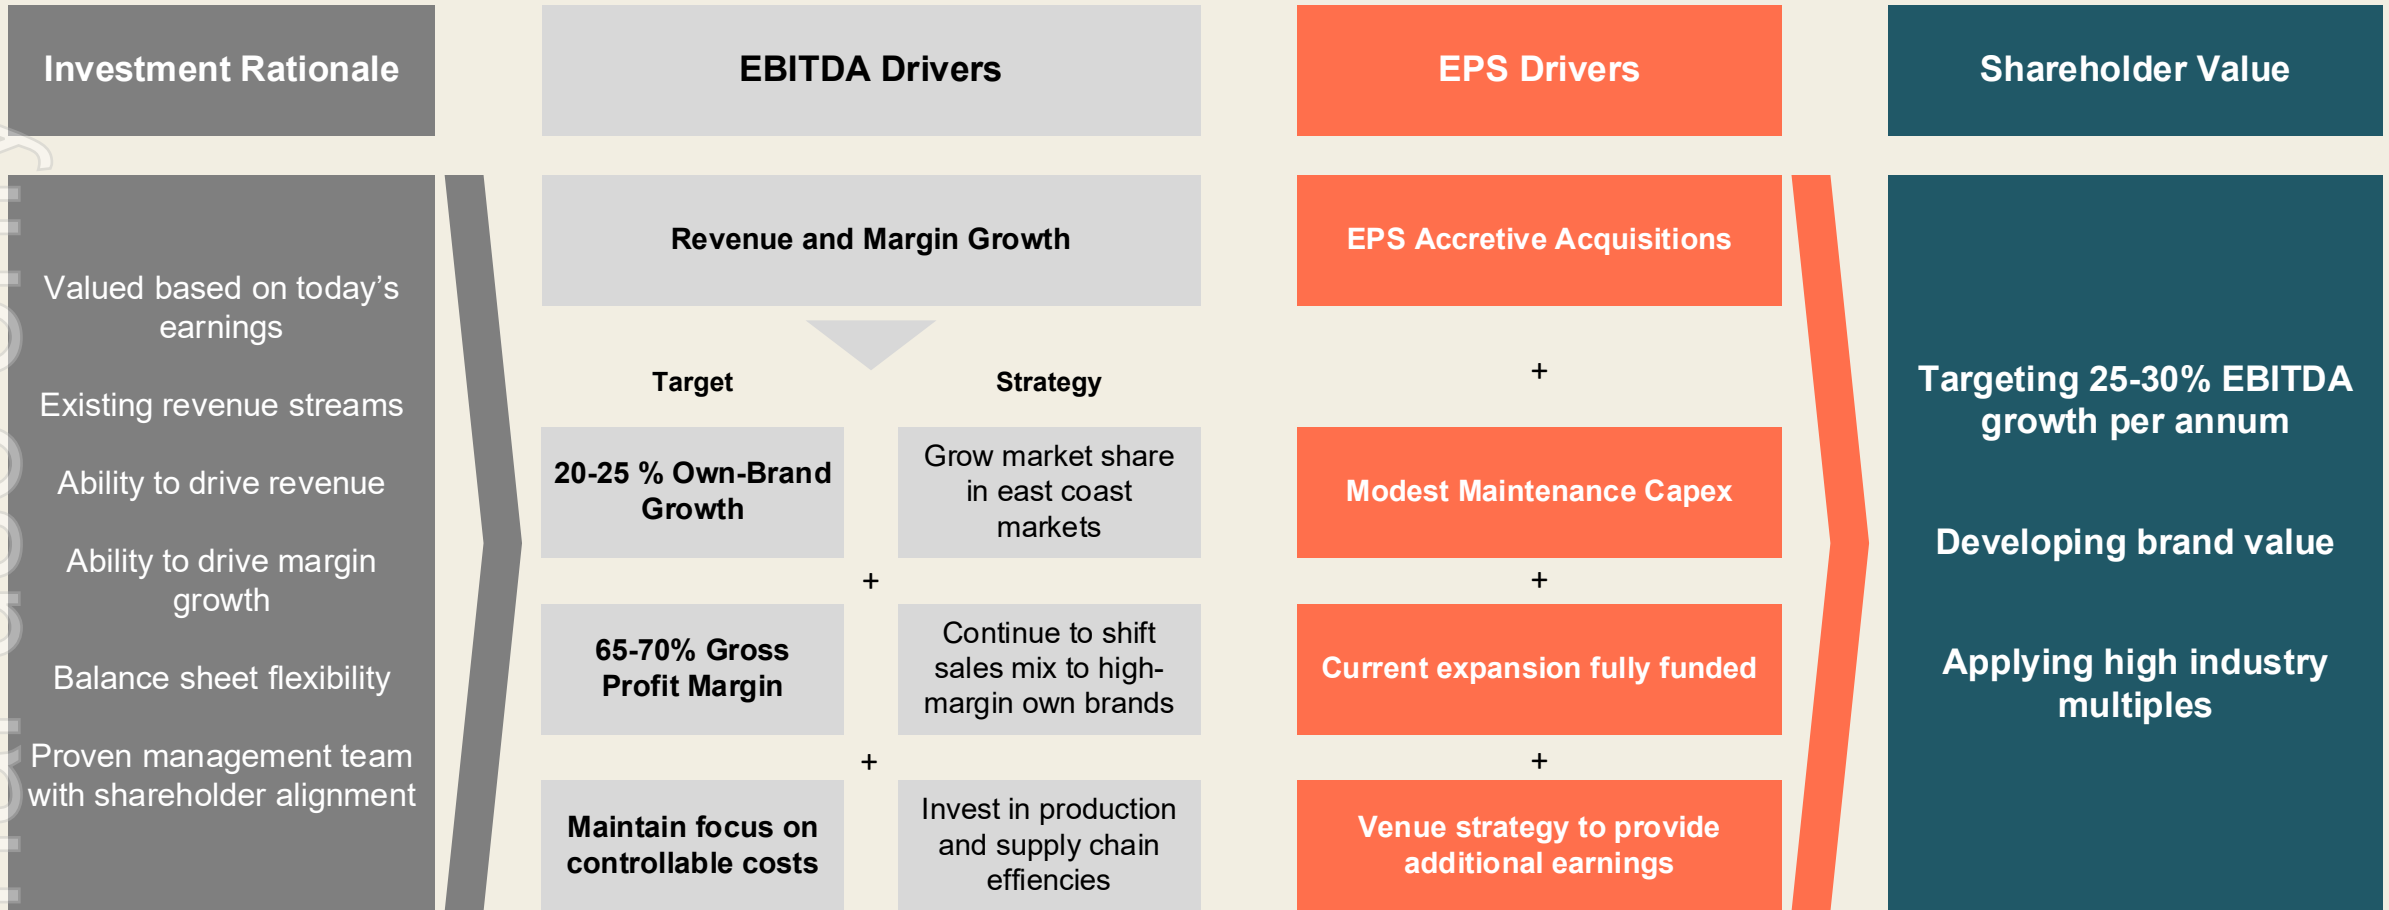 Investment Rationale
EBITDA Drivers
EPS Drivers
Shareholder Value
Valued based on today’s
earnings
Existing revenue streams
Ability to drive revenue
Ability to drive margin
growth
Balance sheet flexibility
Proven management team
with shareholder alignment
Revenue and Margin Growth
Target
Strategy
20-25 % Own-Brand
Growth
Grow market share
in east coast
markets
+
65-70% Gross
Profit Margin
Continue to shift
sales mix to high-
margin own brands
+
Maintain focus on
controllable costs
Invest in production
and supply chain
effiencies
EPS Accretive Acquisitions
+
Modest Maintenance Capex
+
Current expansion fully funded
+
Venue strategy to provide
additional earnings
Targeting 25-30% EBITDA
growth per annum
Developing brand value
Applying high industry
multiples